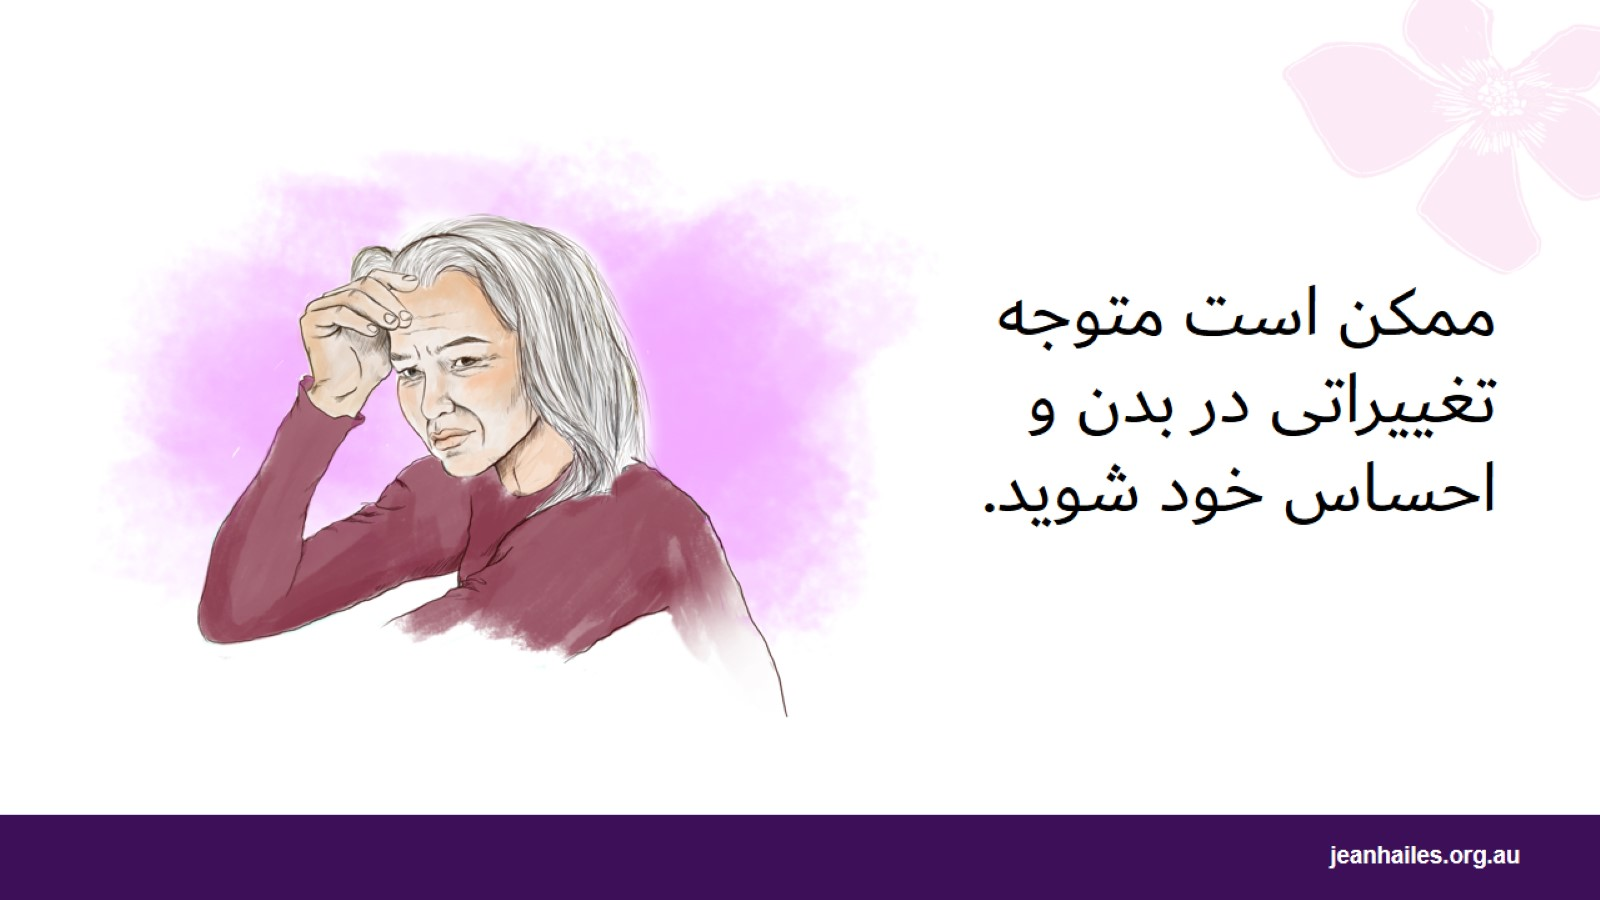 ممکن است متوجه
تغییراتی در بدن و
احساس خود شوید.
jeanhailes.org.au